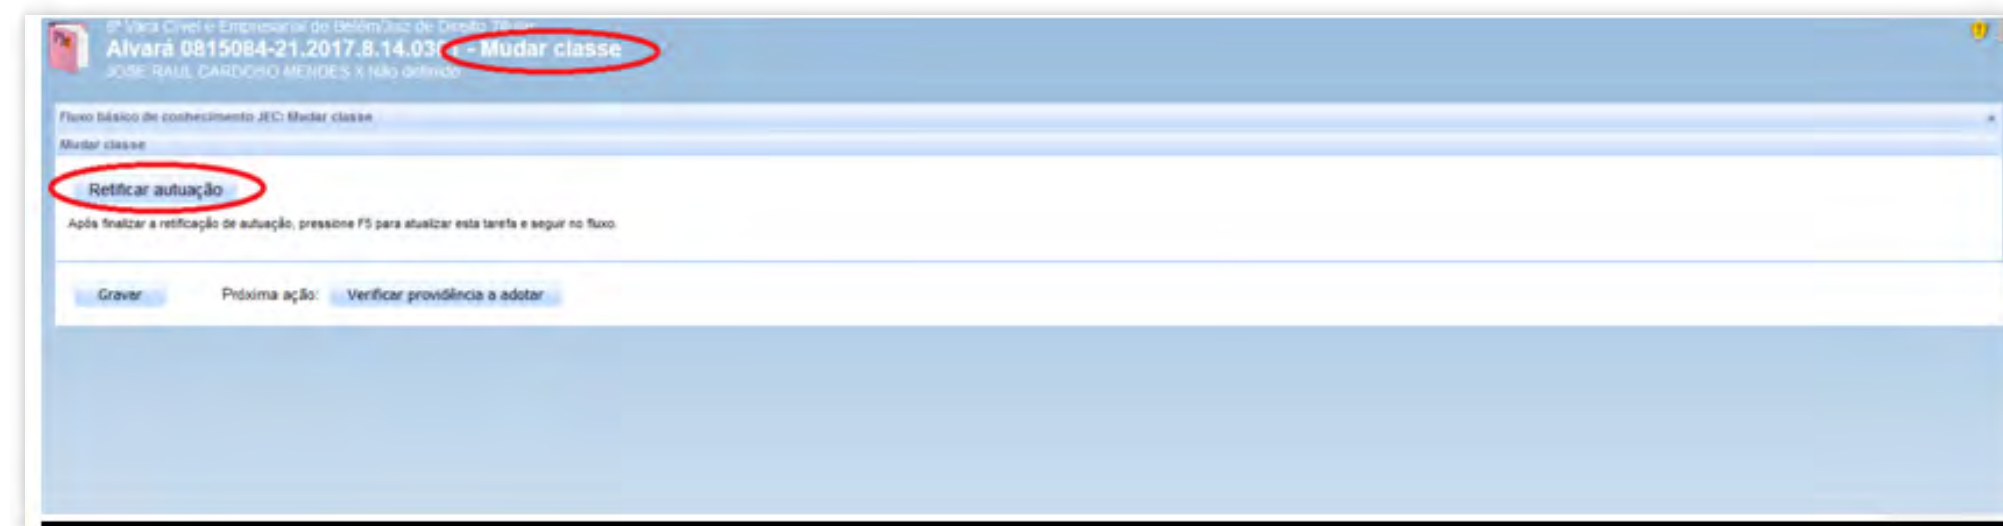 Vara Cível e Empresarial de Belém/Juiz de Direito Titular
Alvará 0815084-21.2017.8.14.0301 - Mudar classe
JOSE RAUL CARDOSO MENDES X Não definido
Fluxo básico de conhecimento JEC: Mudar classe
Mudar classe
Retificar autuação
Após finalizar a retificação de autuação, pressione F5 para atualizar esta tarefa e seguir no fluxo.
Gravar Próxima ação: Verificar providência a adotar